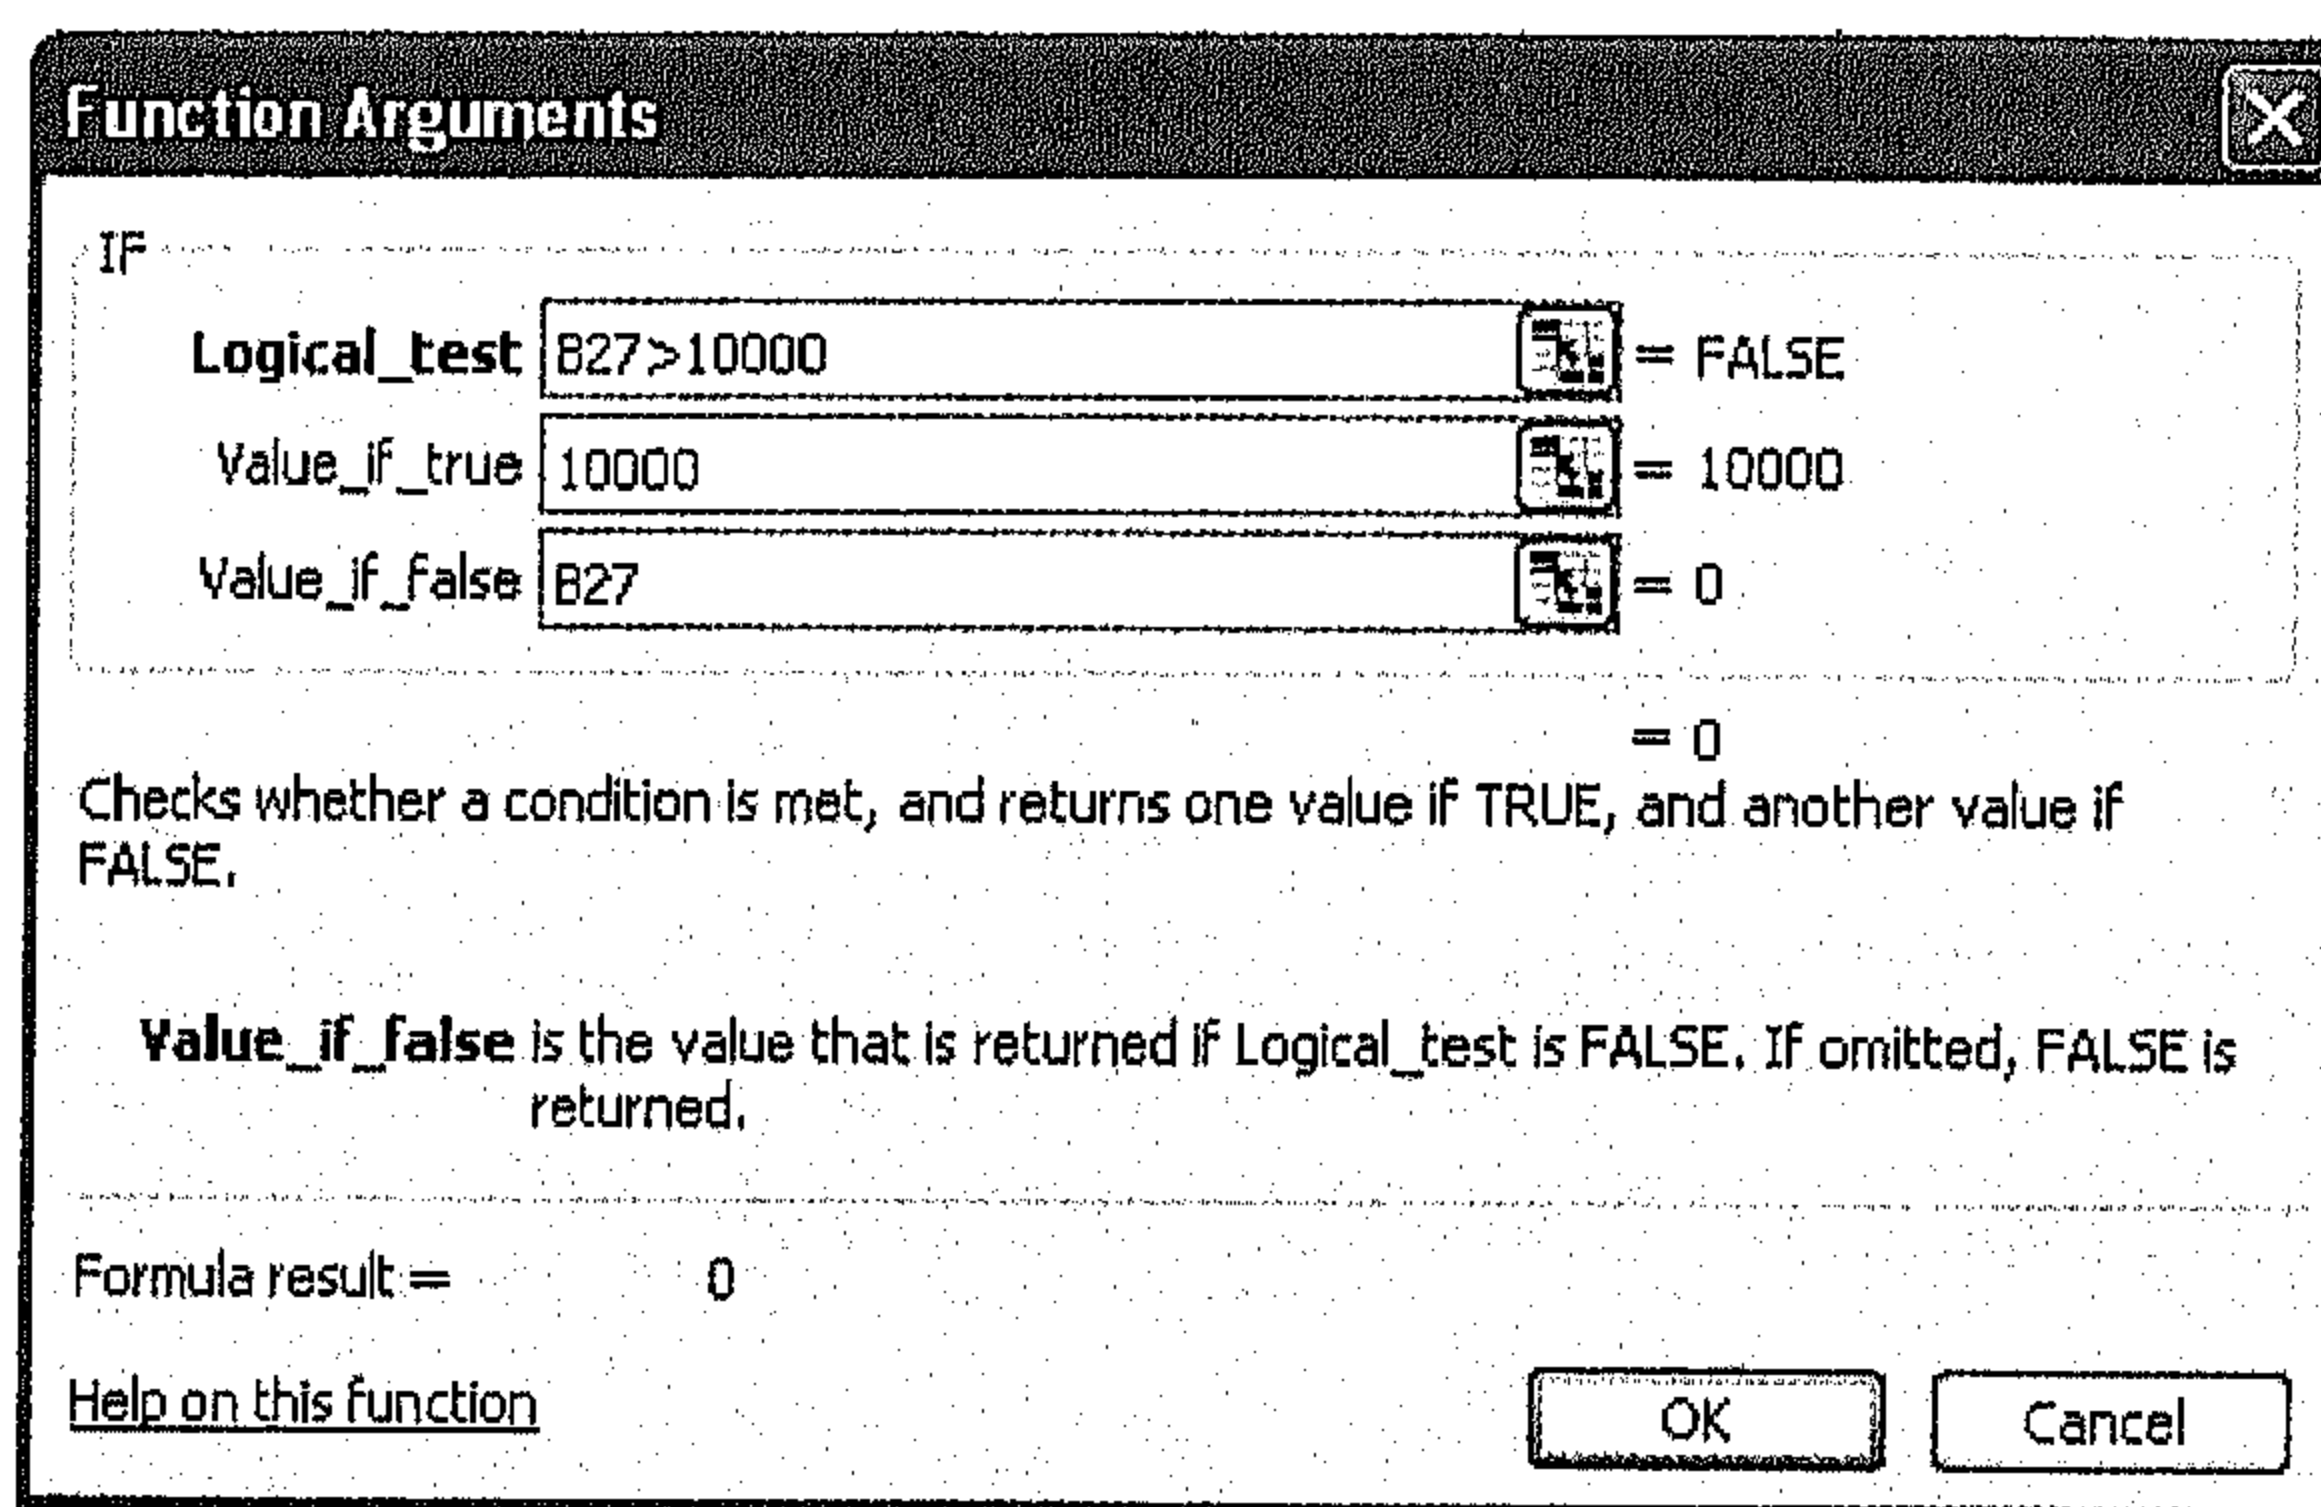 Function Arguments
IF
Logical_test B27>10000 = FALSE
Value_if_true 10000 = 10000
Value_if_false B27 = 0
= 0
Checks whether a condition is met, and returns one value if TRUE, and another value if
FALSE.
Value_if_false is the value that is returned if Logical_test is FALSE. If omitted, FALSE is
returned.
Formula result = 0
Help on this function
OK Cancel